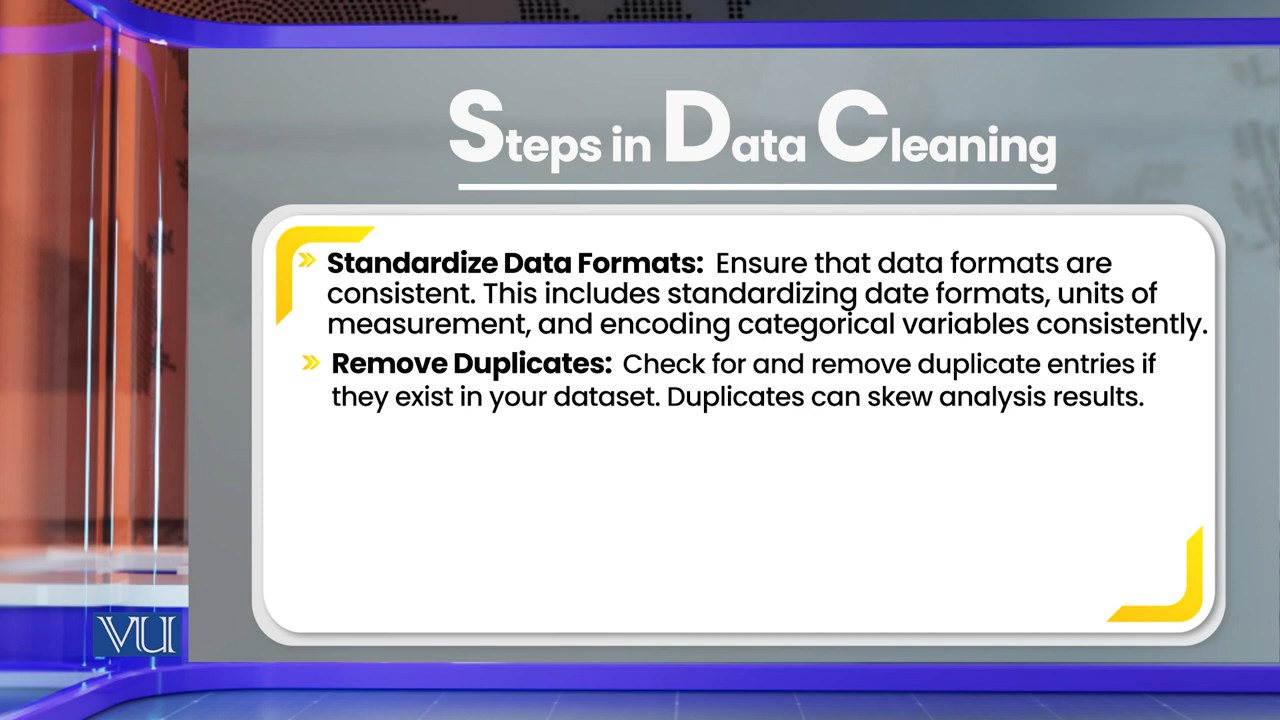 Steps in Data Cleaning
Standardize Data Formats: Ensure that data formats are
consistent. This includes standardizing date formats, units of
measurement, and encoding categorical variables consistently.
Remove Duplicates: Check for and remove duplicate entries if
they exist in your dataset. Duplicates can skew analysis results.
VU